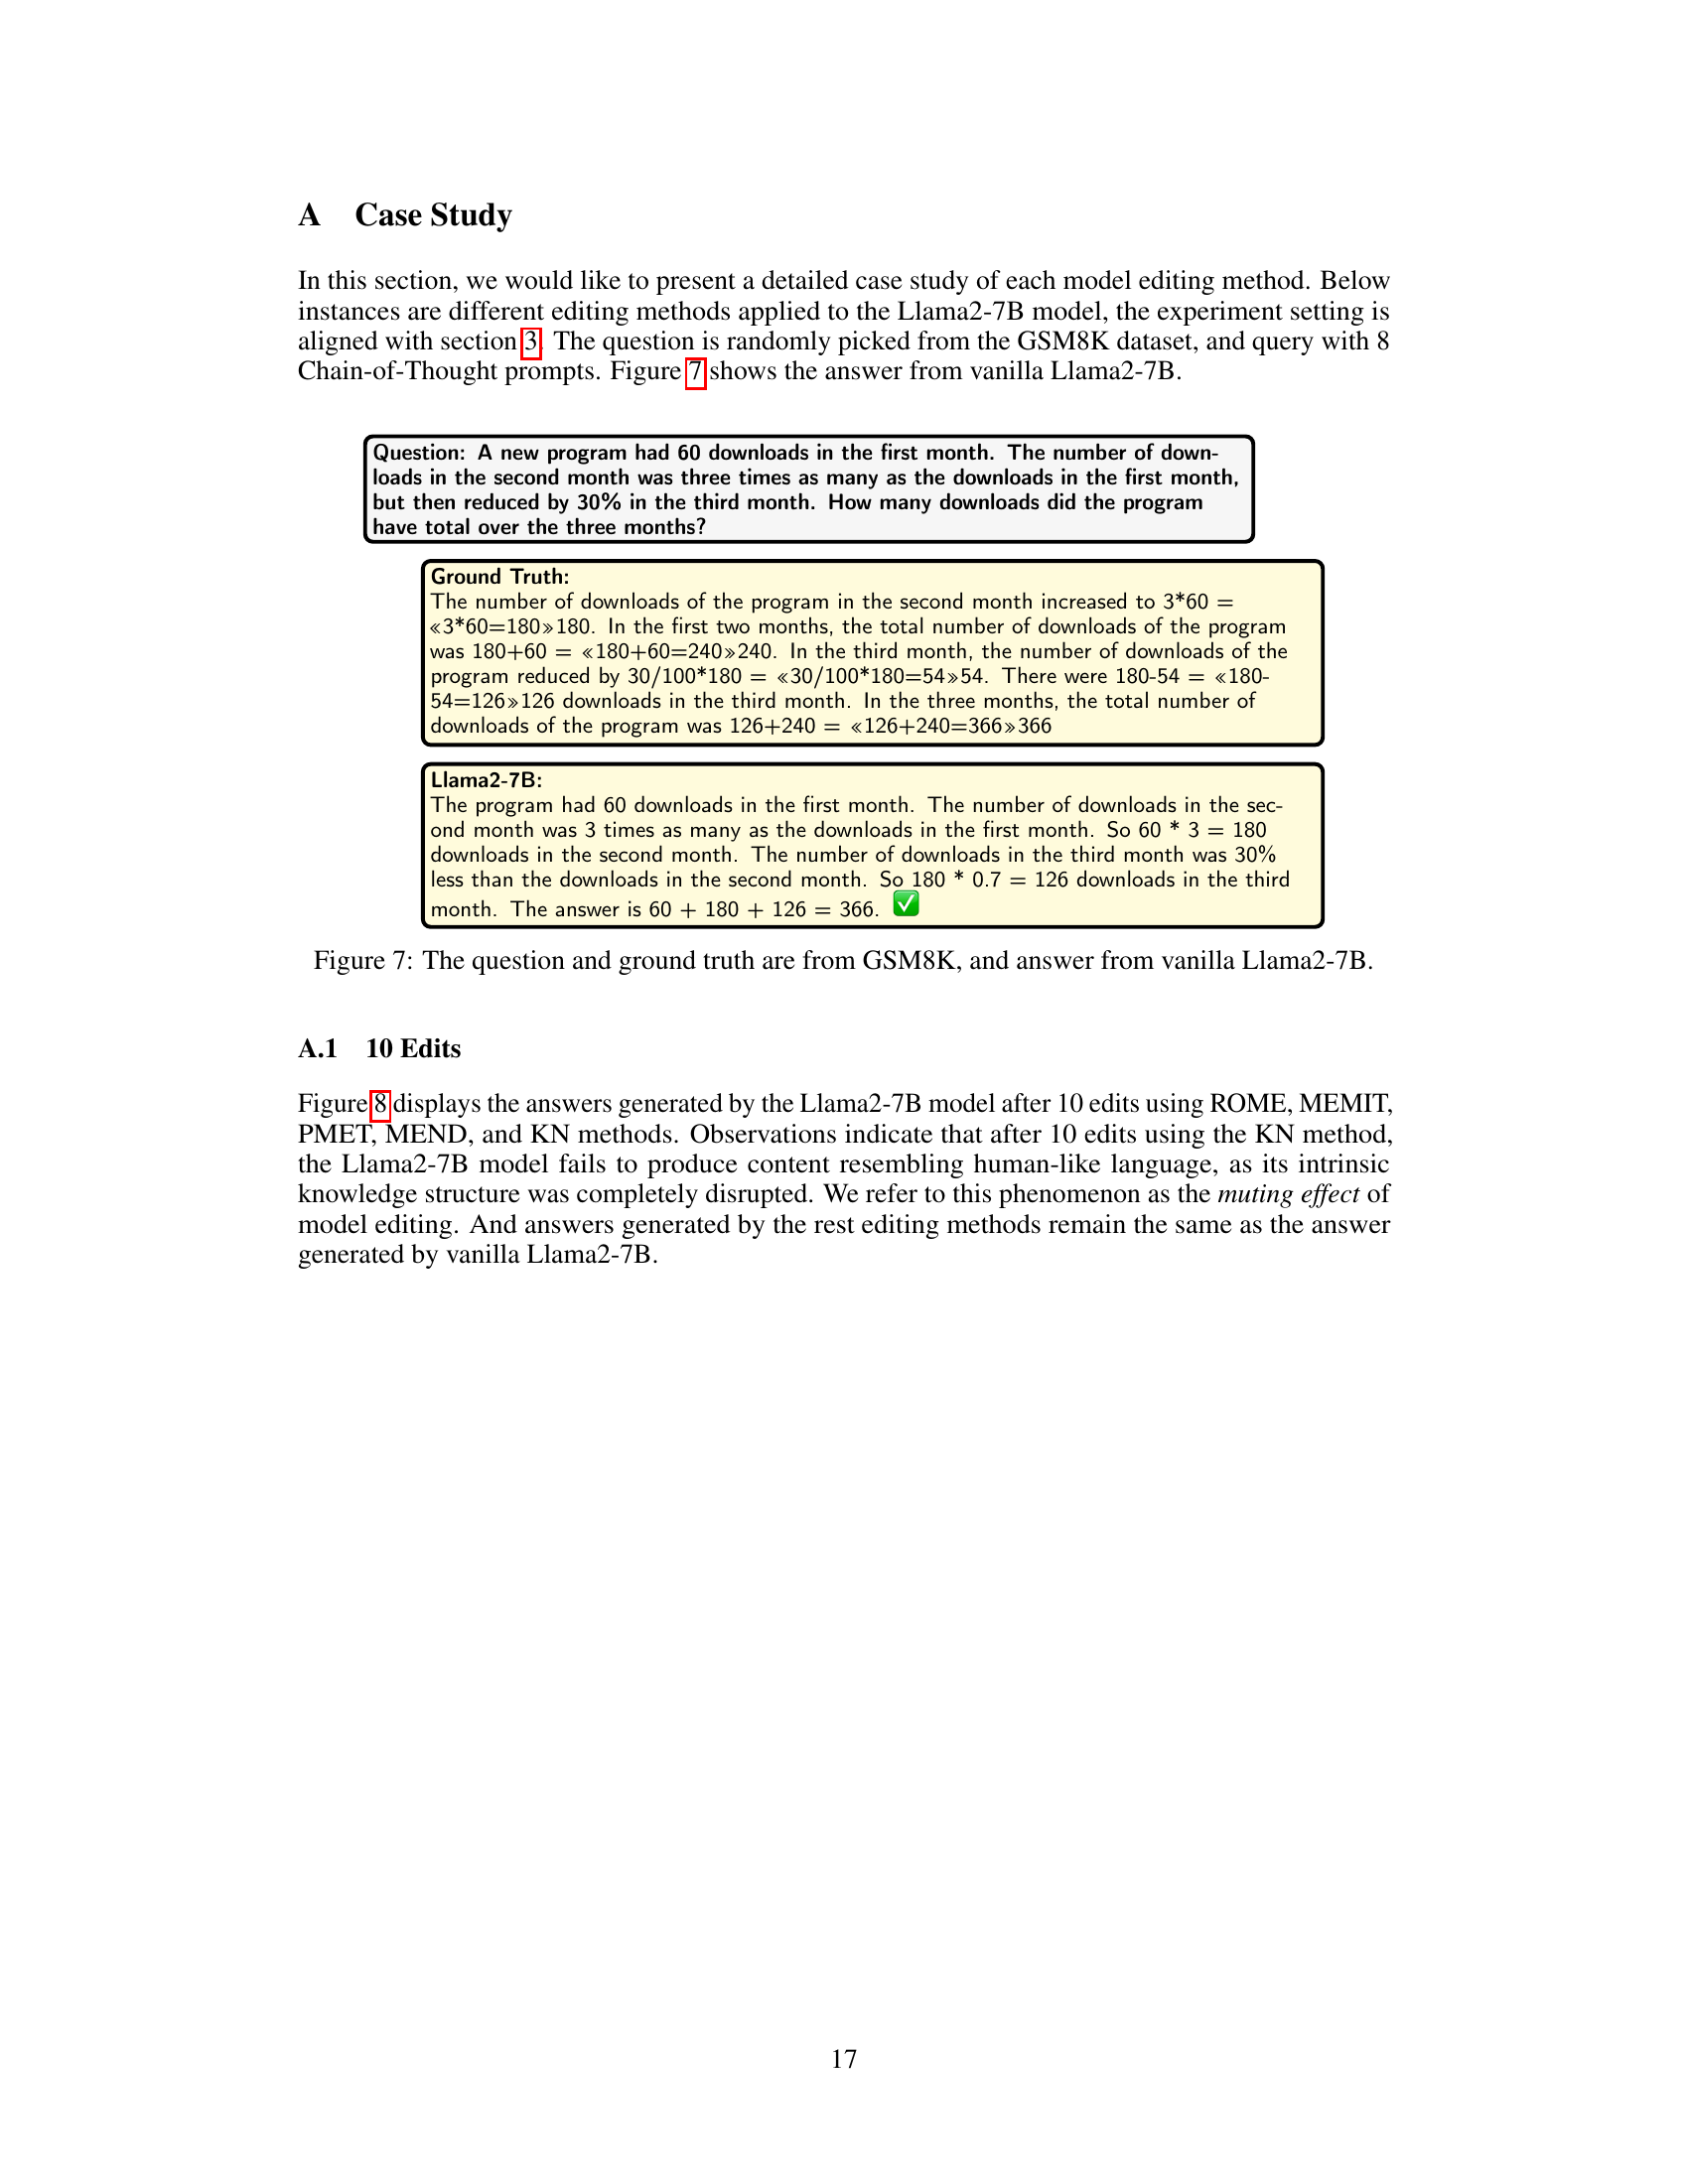 A Case Study
In this section, we would like to present a detailed case study of each model editing method. Below
instances are different editing methods applied to the Llama2-7B model, the experiment setting is
aligned with section 3. The question is randomly picked from the GSM8K dataset, and query with 8
Chain-of-Thought prompts. Figure 7 shows the answer from vanilla Llama2-7B.
Question: A new program had 60 downloads in the first month. The number of down-
loads in the second month was three times as many as the downloads in the first month,
but then reduced by 30% in the third month. How many downloads did the program
have total over the three months?
Ground Truth:
The number of downloads of the program in the second month increased to 3*60 =
«3*60=180»180. In the first two months, the total number of downloads of the program
was 180+60 = «180+60=240»240. In the third month, the number of downloads of the
program reduced by 30/100*180 = «30/100*180=54»54. There were 180-54 = «180-
54=126»126 downloads in the third month. In the three months, the total number of
downloads of the program was 126+240 = «126+240=366»366
Llama2-7B:
The program had 60 downloads in the first month. The number of downloads in the sec-
ond month was 3 times as many as the downloads in the first month. So 60 * 3 = 180
downloads in the second month. The number of downloads in the third month was 30%
less than the downloads in the second month. So 180 * 0.7 = 126 downloads in the third
month. The answer is 60 + 180 + 126 = 366. ✅
Figure 7: The question and ground truth are from GSM8K, and answer from vanilla Llama2-7B.
A.1 10 Edits
Figure 8 displays the answers generated by the Llama2-7B model after 10 edits using ROME, MEMIT,
PMET, MEND, and KN methods. Observations indicate that after 10 edits using the KN method,
the Llama2-7B model fails to produce content resembling human-like language, as its intrinsic
knowledge structure was completely disrupted. We refer to this phenomenon as the muting effect of
model editing. And answers generated by the rest editing methods remain the same as the answer
generated by vanilla Llama2-7B.
17